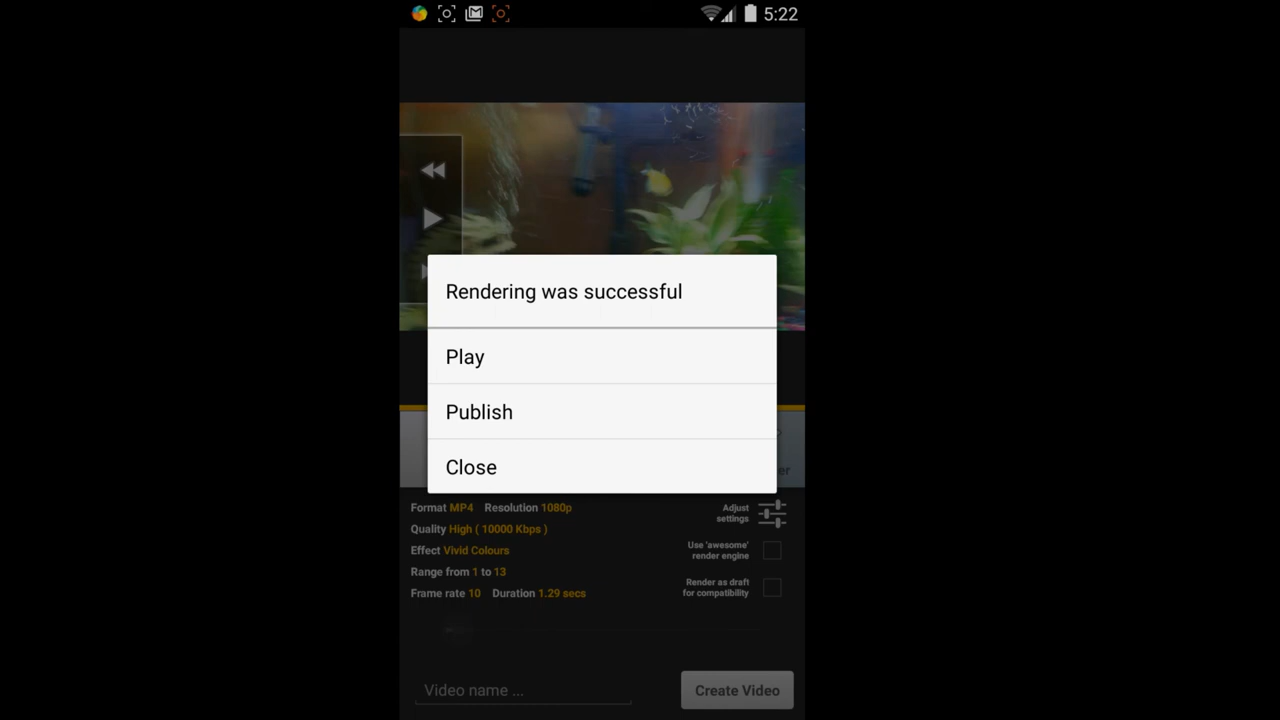 5:22
Rendering was successful
Play
Publish
Close
er
Format MP4 Resolution 1080p
Quality High ( 10000 Kbps )
Effect Vivid Colours
Range from 1 to 13
Frame rate 10 Duration 1.29 secs
Adjust
settings
Use 'awesome'
render engine
Render as draft
for compatibility
Video name ...
Create Video